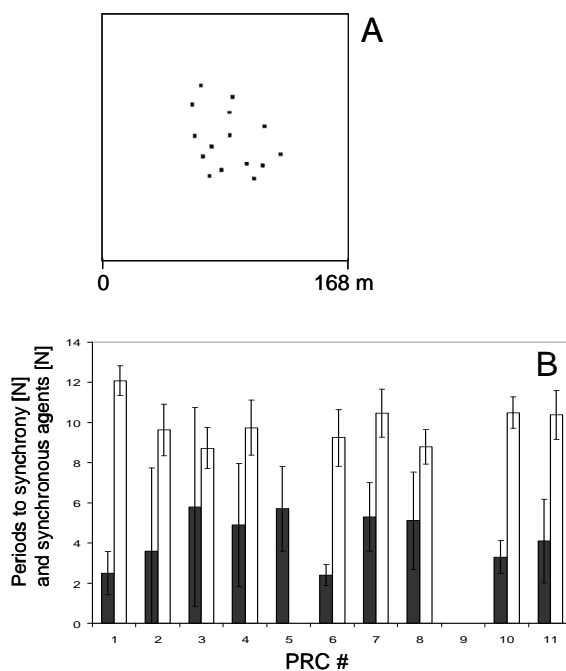 A
0 168 m
B
Periods to synchrony [N]
and synchronous agents [N]
14
12
10
8
6
4
2
0
1 2 3 4 5 6 7 8 9 10 11
PRC #